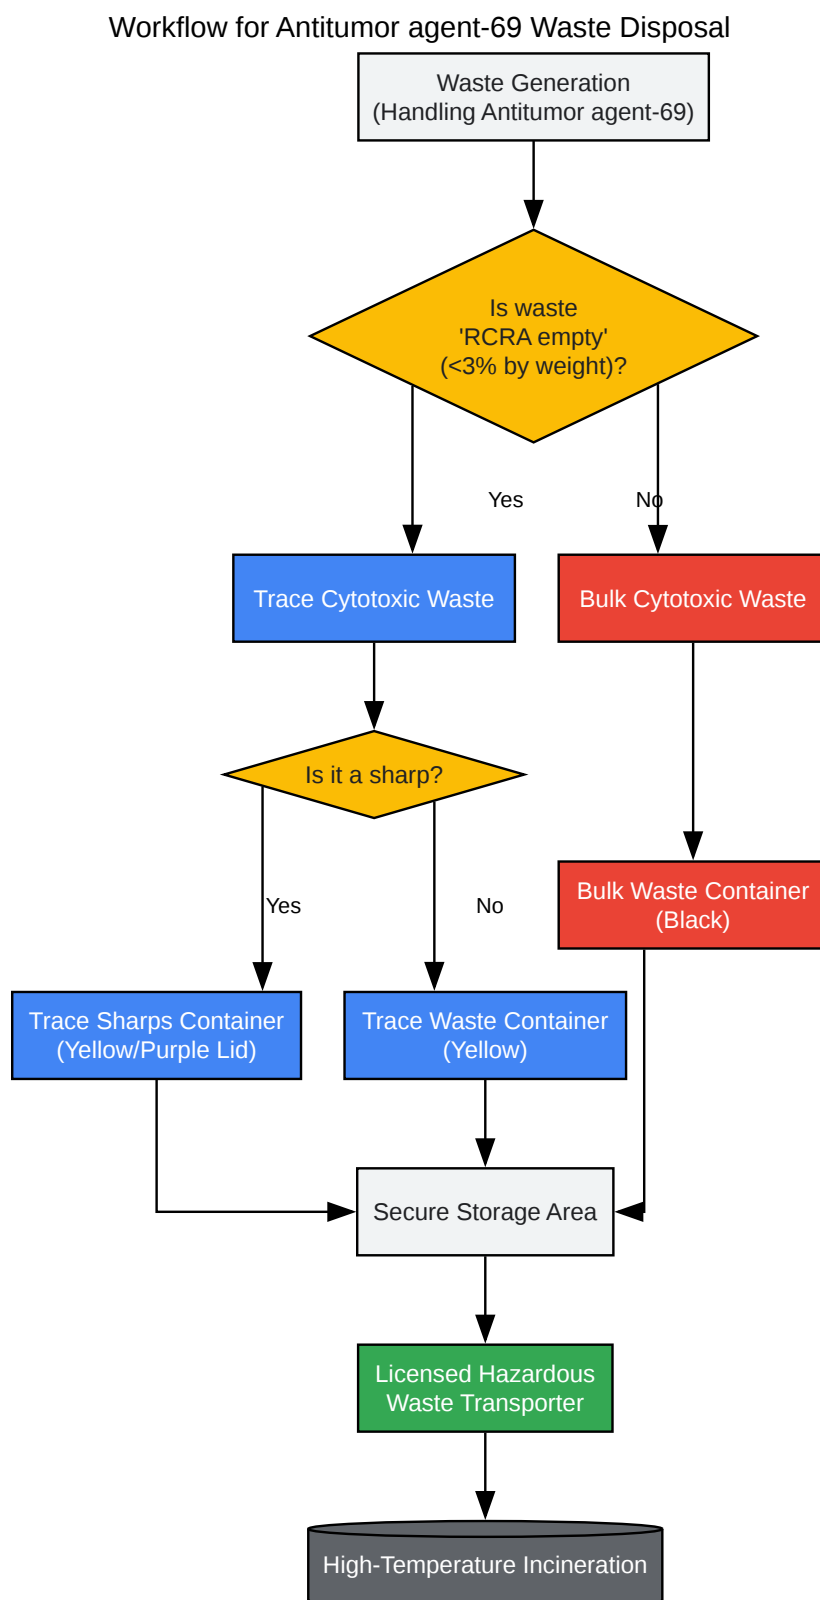 Workflow for Antitumor agent-69 Waste Disposal
Waste Generation
(Handling Antitumor agent-69)
Is waste
'RCRA empty'
(<3% by weight)?
Yes
No
Trace Cytotoxic Waste
Bulk Cytotoxic Waste
Is it a sharp?
Bulk Waste Container
(Black)
Yes
No
Trace Sharps Container
(Yellow/Purple Lid)
Trace Waste Container
(Yellow)
Secure Storage Area
Licensed Hazardous
Waste Transporter
High-Temperature Incineration